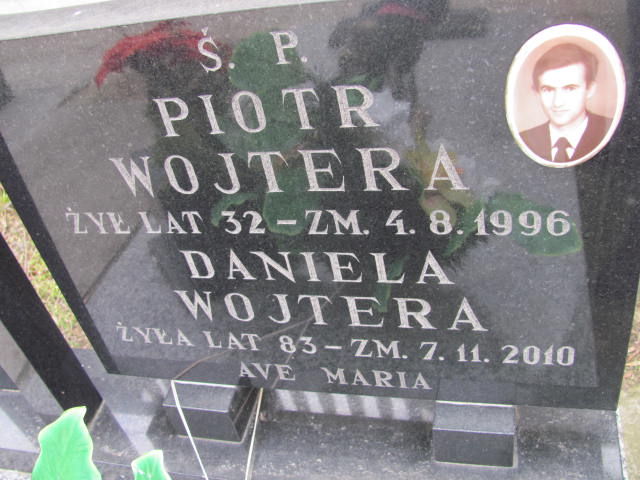 Ś. P.
PIOTR
WOJTERA
ŻYŁ LAT 32 – ZM. 4.8.1996
DANIELA
WOJTERA
ŻYŁA LAT 83 – ZM. 7.11.2010
AVE MARIA